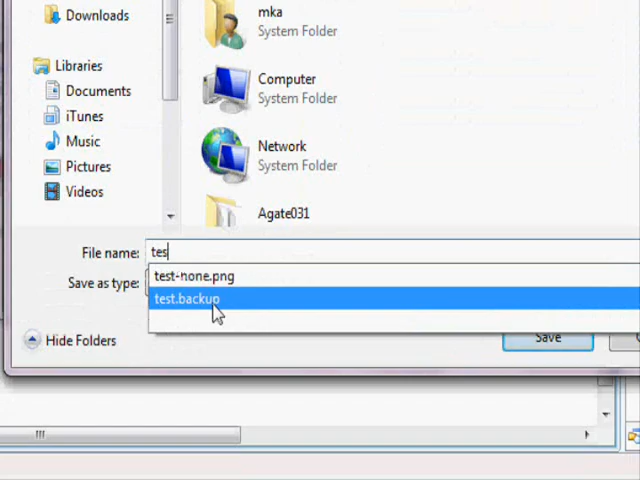 Downloads
Libraries
Documents
iTunes
Music
Pictures
Videos
mka
System Folder
Computer
System Folder
Network
System Folder
Agate031
File name: tes
test-none.png
test.backup
Save as type:
Hide Folders
Save